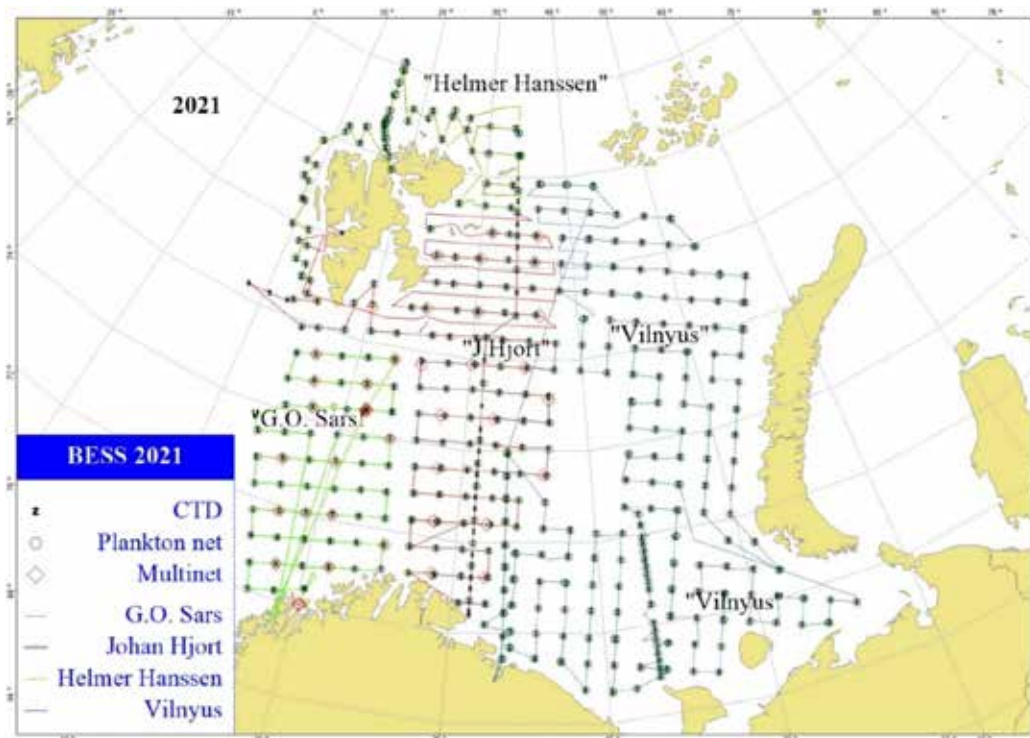 "Helmer Hanssen"
2021
"Vilnyus"
"J.Hjort"
"G.O. Sars"
BESS 2021
CTD
Plankton net
Multinet
G.O. Sars
Johan Hjort
Helmer Hanssen
Vilnyus
"Vilnyus